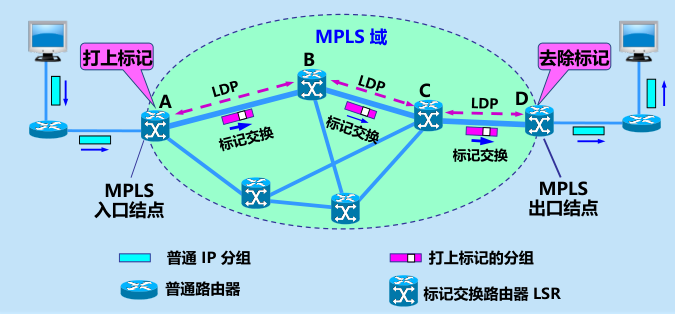 MPLS 域
打上标记
去除标记
B
LDP
LDP
C
LDP
D
A
标记交换
标记交换
标记交换
MPLS
入口结点
MPLS
出口结点
普通 IP 分组
打上标记的分组
普通路由器
标记交换路由器 LSR